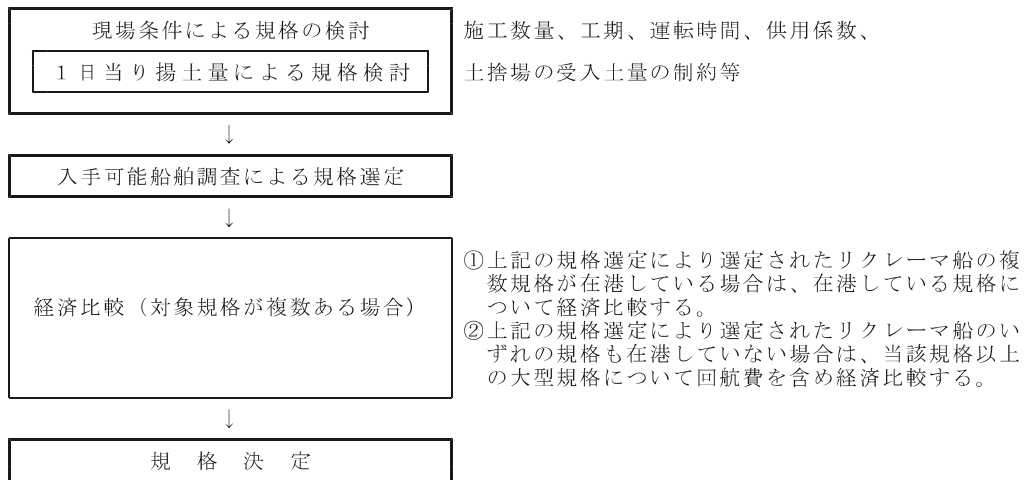 現場条件による規格の検討
施工数量、工期、運転時間、供用係数、
1日当り揚土量による規格検討
土捨場の受入土量の制約等
↓
入手可能船舶調査による規格選定
↓
経済比較（対象規格が複数ある場合）
①上記の規格選定により選定されたリクレーマ船の複
数規格が在港している場合は、在港している規格に
ついて経済比較する。
②上記の規格選定により選定されたリクレーマ船のい
ずれの規格も在港していない場合は、当該規格以上
の大型規格について回航費を含め経済比較する。
↓
規　格　決　定